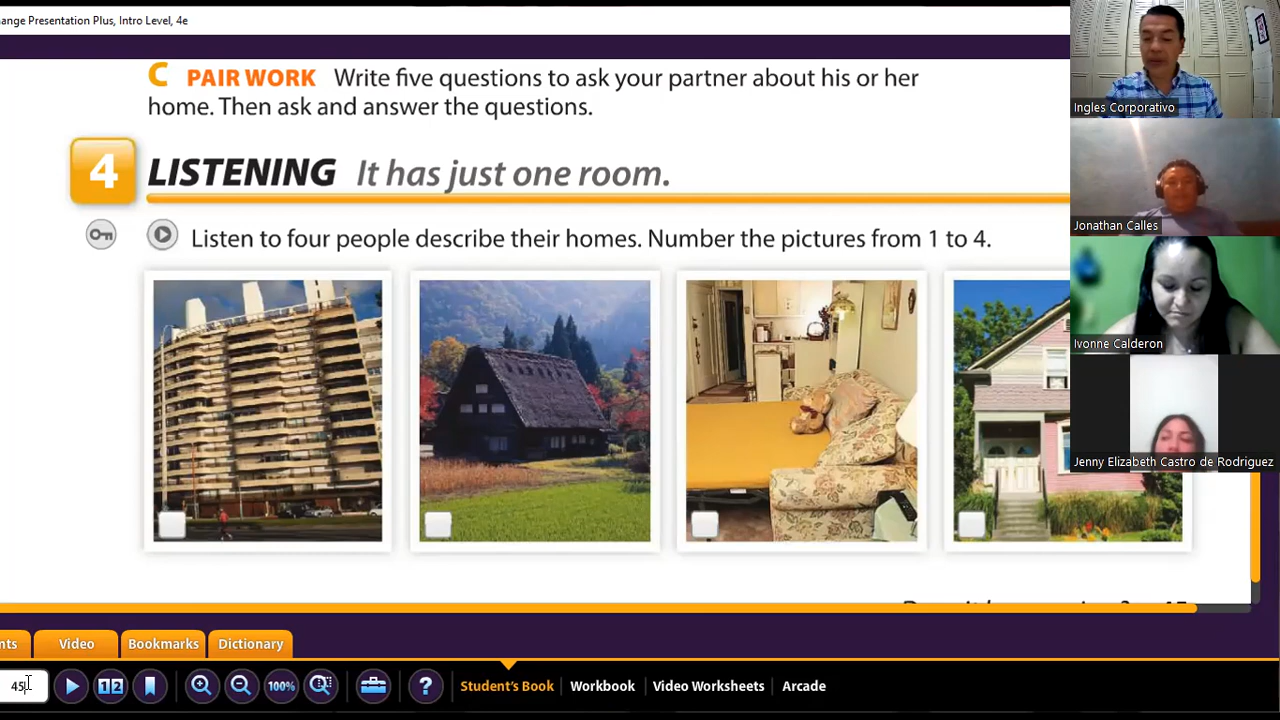 ange Presentation Plus, Intro Level, 4e
C PAIR WORK Write five questions to ask your partner about his or her
home. Then ask and answer the questions.
4 LISTENING It has just one room.
Listen to four people describe their homes. Number the pictures from 1 to 4.
Ingles Corporativo
Jonathan Calles
Ivonne Calderon
Jenny Elizabeth Castro de Rodriguez
nts
Video
Bookmarks
Dictionary
45
12
100%
?
Student's Book
Workbook
Video Worksheets
Arcade